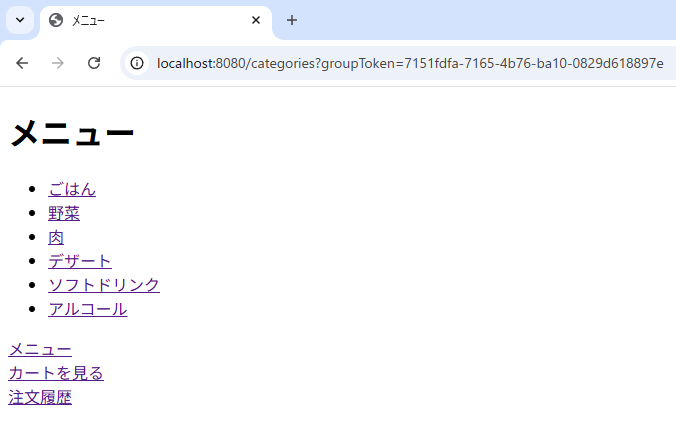 メニュー
localhost:8080/categories?groupToken=7151fdfa-7165-4b76-ba10-0829d618897e
メニュー
ごはん
野菜
肉
デザート
ソフトドリンク
アルコール
メニュー
カートを見る
注文履歴